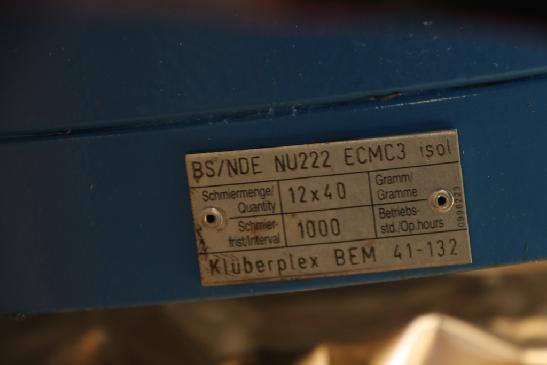 BS/NDE NU222 ECMC3 isol
Schmiermenge/ Quantity 12x40 Gramm/ Gramme
Schmier- frist/Interval 1000 Betriebs- std./Op.hours
Klüberplex BEM 41-132